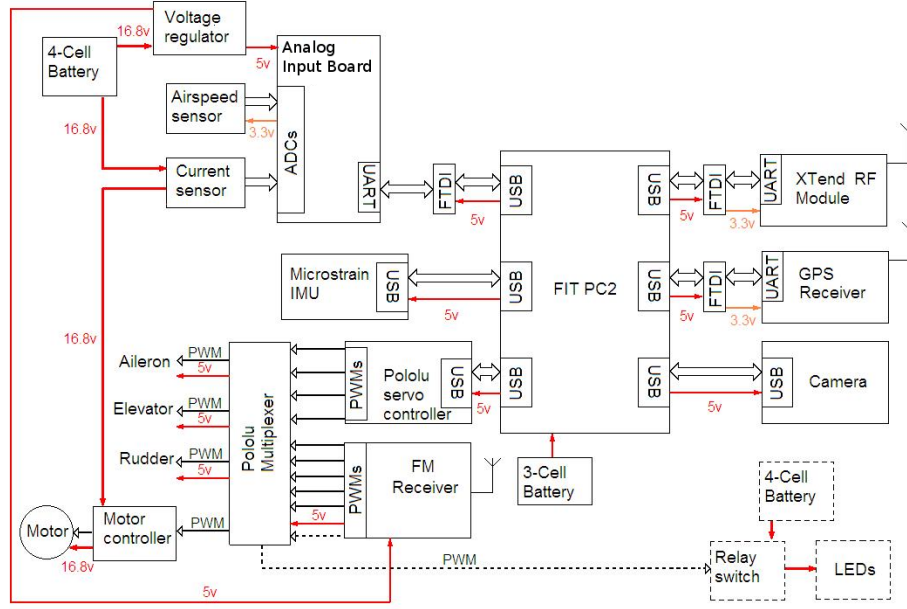 Voltage
regulator
16.8v
4-Cell
Battery
5v
Analog
Input Board
Airspeed
sensor
3.3v
ADCs
16.8v
Current
sensor
UART
FTDI
5v
USB
USB
5v
FTDI
3.3v
UART
XTend RF
Module
Microstrain
IMU
USB
5v
USB
FIT PC2
USB
5v
FTDI
3.3v
UART
GPS
Receiver
16.8v
Aileron
PWM
5v
Elevator
PWM
5v
Rudder
PWM
5v
Pololu
Multiplexer
PWMs
Pololu
servo
controller
USB
5v
USB
USB
5v
USB
Camera
PWMs
FM
Receiver
5v
3-Cell
Battery
4-Cell
Battery
Motor
16.8v
Motor
controller
PWM
PWM
Relay
switch
LEDs
5v